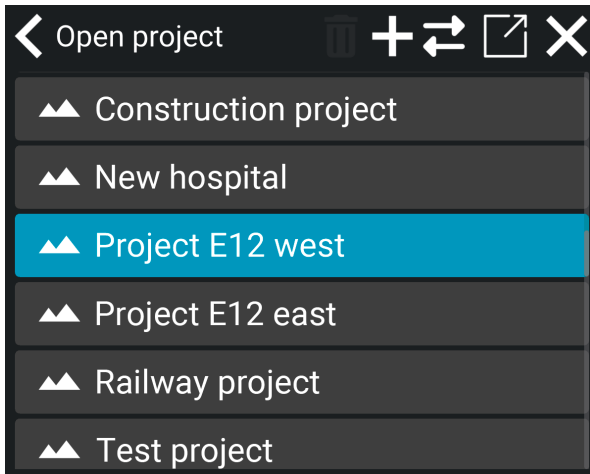 Open project
Construction project
New hospital
Project E12 west
Project E12 east
Railway project
Test project